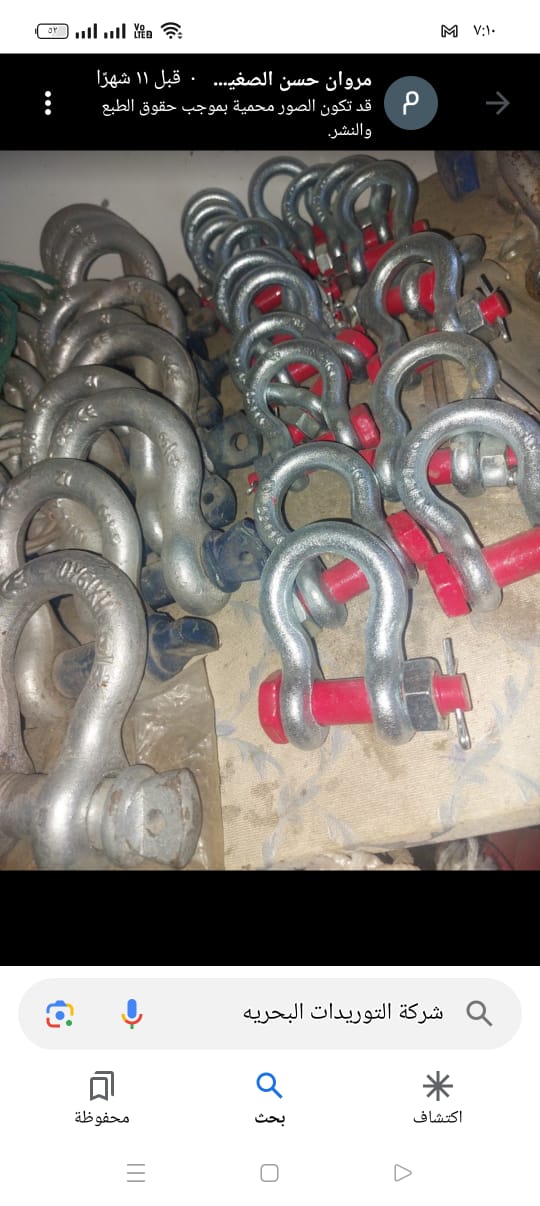 ٧:١٠
٥٢
Vo
LTE B
مروان حسن الصغيـ... · قبل ١١ شهرًا
قد تكون الصور محمية بموجب حقوق الطبع
والنشر.
م
شركة التوريدات البحريه
اكتشاف
بحث
محفوظة